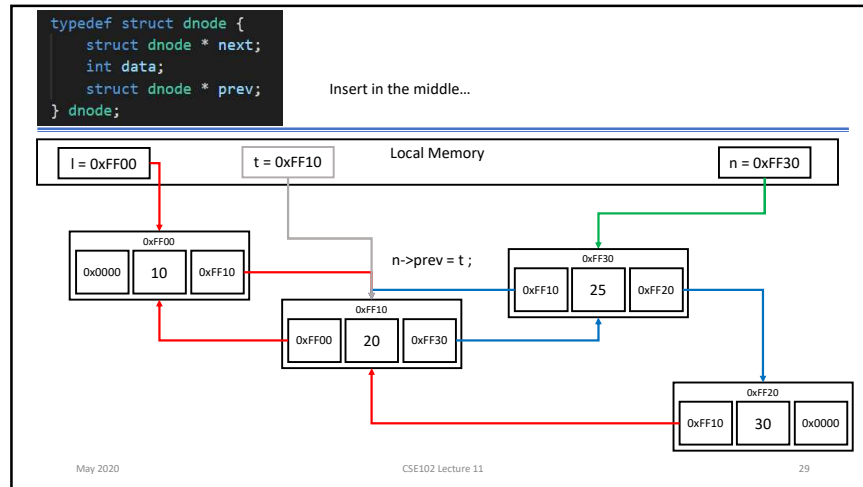 typedef struct dnode {
struct dnode * next;
int data;
struct dnode * prev;
} dnode;
Insert in the middle...
Local Memory
l = 0xFF00
t = 0xFF10
n = 0xFF30
0xFF00
0x0000 10 0xFF10
n->prev = t ;
0xFF30
0xFF10 25 0xFF20
0xFF10
0xFF00 20 0xFF30
0xFF20
0xFF10 30 0x0000
May 2020
CSE102 Lecture 11
29